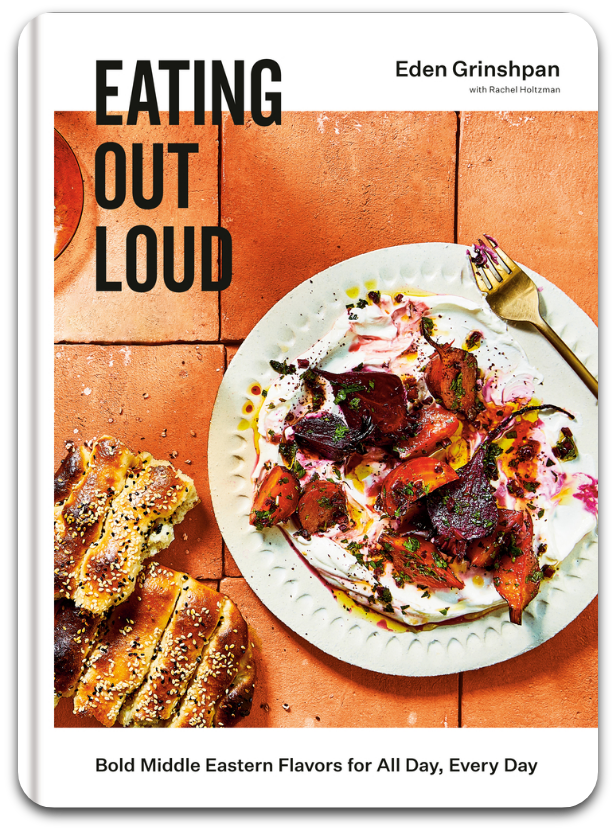 EATING
OUT
LOUD
Eden Grinshpan
with Rachel Holtzman
Bold Middle Eastern Flavors for All Day, Every Day